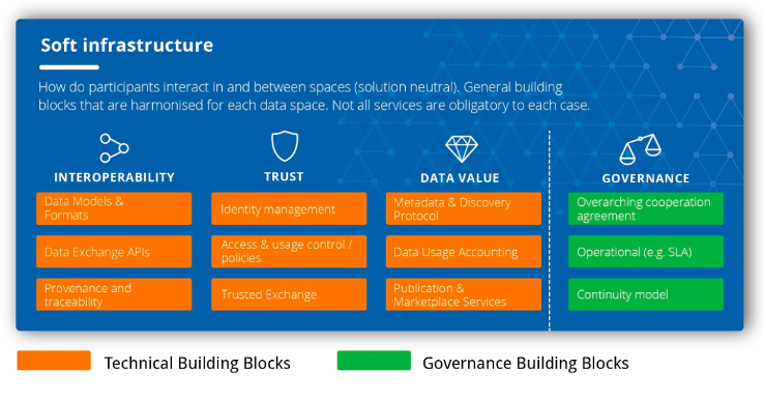 Soft infrastructure
How do participants interact in and between spaces (solution neutral). General building
blocks that are harmonised for each data space. Not all services are obligatory to each case.
INTEROPERABILITY
Data Models &
Formats
Data Exchange APIs
Provenance and
traceability
TRUST
Identity management
Access & usage control /
policies
Trusted Exchange
DATA VALUE
Metadata & Discovery
Protocol
Data Usage Accounting
Publication &
Marketplace Services
GOVERNANCE
Overarching cooperation
agreement
Operational (e.g. SLA)
Continuity model
Technical Building Blocks
Governance Building Blocks